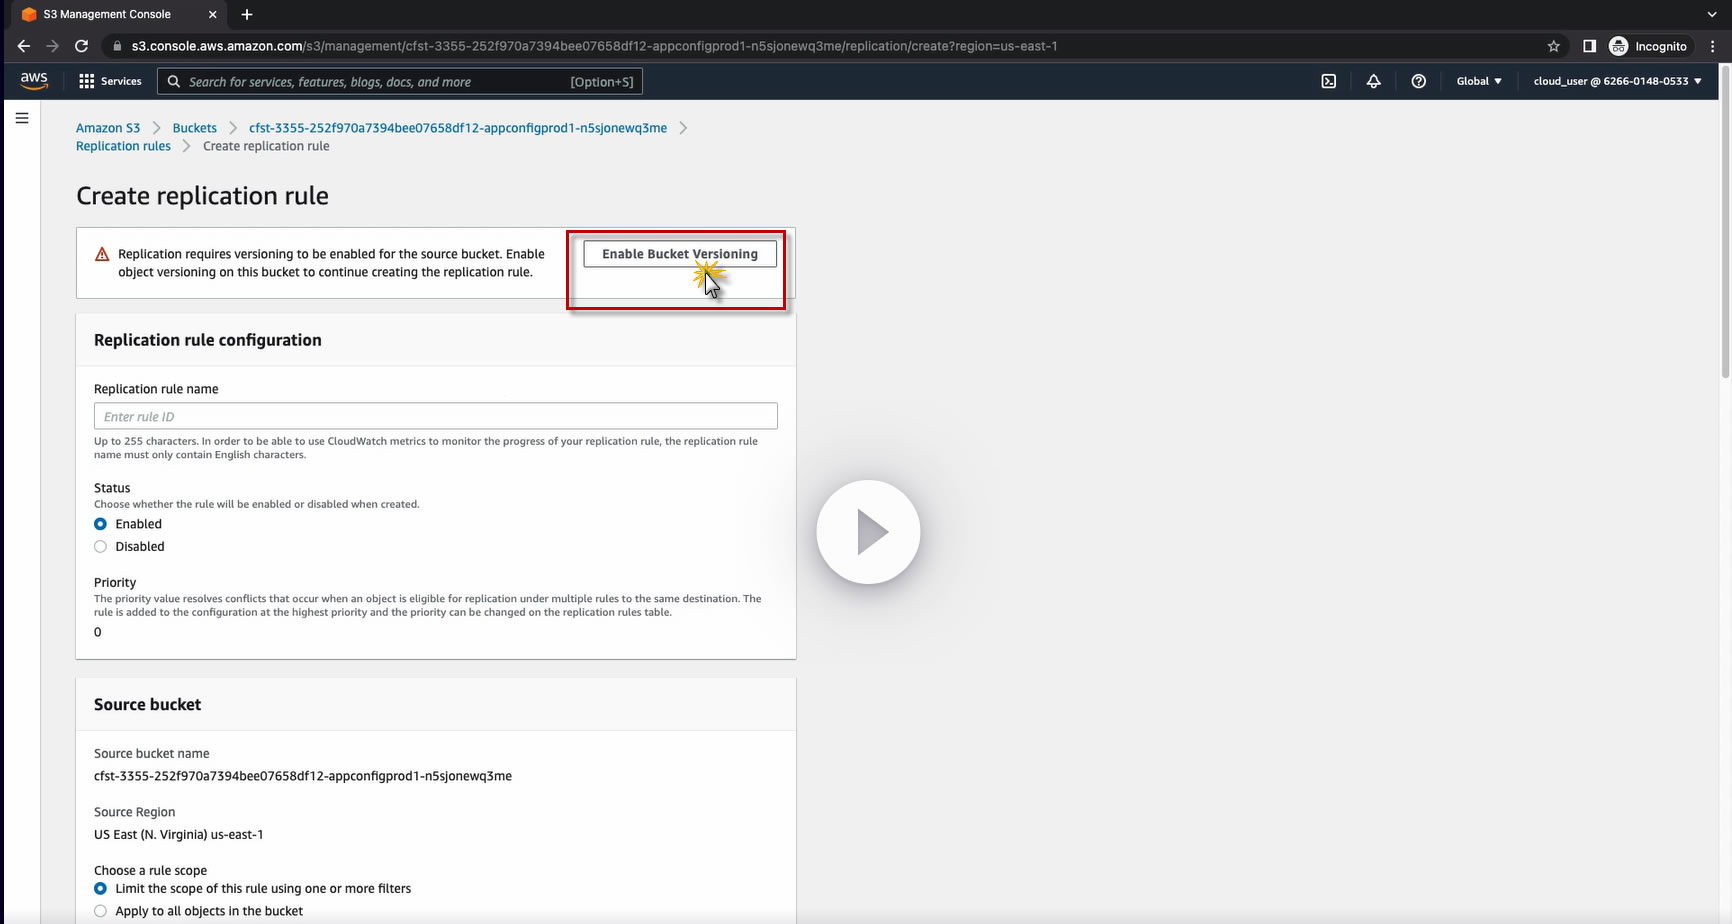 S3 Management Console
s3.console.aws.amazon.com/s3/management/cfst-3355-252f970a7394bee07658df12-appconfigprod1-n5sjonewq3me/replication/create?region=us-east-1
Incognito
aws
Services
Search for services, features, blogs, docs, and more
[Option+S]
Global
cloud_user @ 6266-0148-0533
Amazon S3
Buckets
cfst-3355-252f970a7394bee07658df12-appconfigprod1-n5sjonewq3me
Replication rules
Create replication rule
Create replication rule
Replication requires versioning to be enabled for the source bucket. Enable
object versioning on this bucket to continue creating the replication rule.
Enable Bucket Versioning
Replication rule configuration
Replication rule name
Enter rule ID
Up to 255 characters. In order to be able to use CloudWatch metrics to monitor the progress of your replication rule, the replication rule
name must only contain English characters.
Status
Choose whether the rule will be enabled or disabled when created.
Enabled
Disabled
Priority
The priority value resolves conflicts that occur when an object is eligible for replication under multiple rules to the same destination. The
rule is added to the configuration at the highest priority and the priority can be changed on the replication rules table.
0
Source bucket
Source bucket name
cfst-3355-252f970a7394bee07658df12-appconfigprod1-n5sjonewq3me
Source Region
US East (N. Virginia) us-east-1
Choose a rule scope
Limit the scope of this rule using one or more filters
Apply to all objects in the bucket